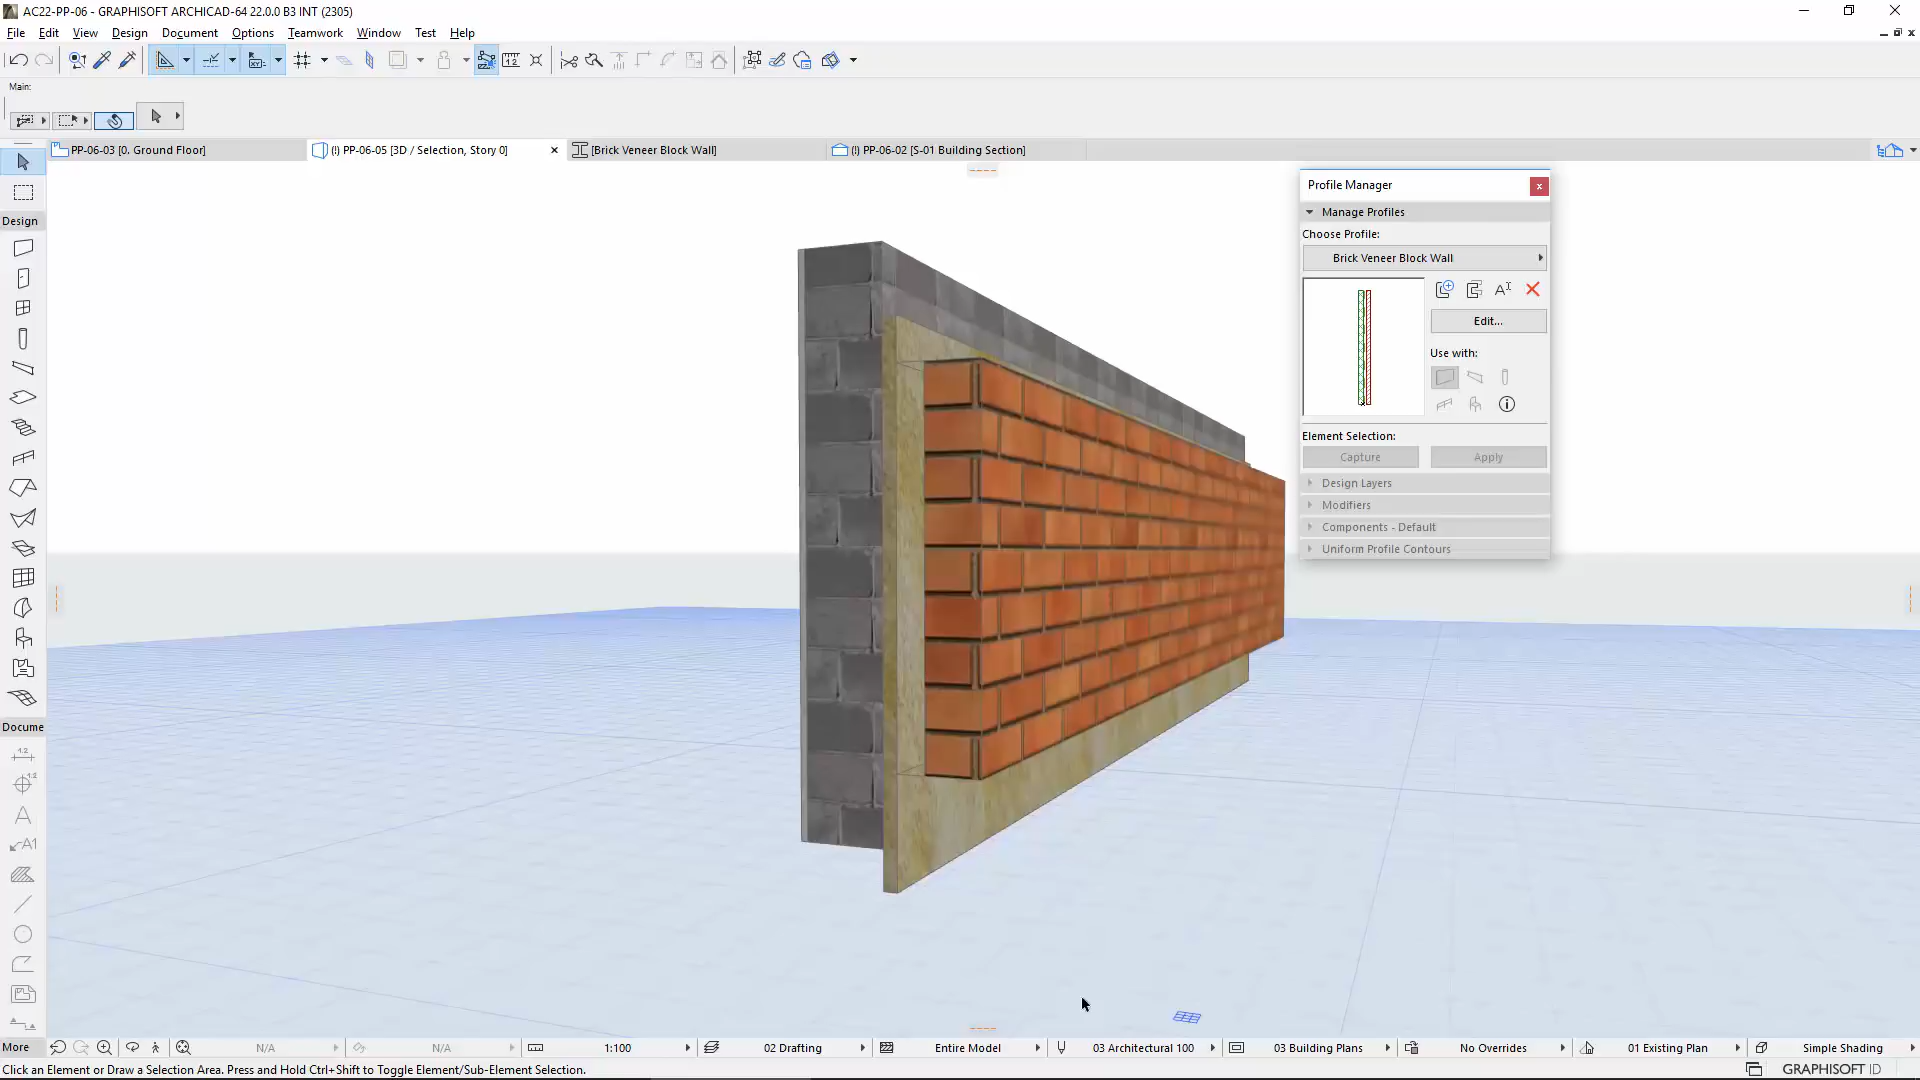 AC22-PP-06 - GRAPHISOFT ARCHICAD-64 22.0.0 B3 INT (2305)
File Edit View Design Document Options Teamwork Window Test Help
Main:
PP-06-03 [0. Ground Floor]
(!) PP-06-05 [3D / Selection, Story 0]
[Brick Veneer Block Wall]
(!) PP-06-02 [S-01 Building Section]
Profile Manager
Manage Profiles
Choose Profile:
Brick Veneer Block Wall
Edit...
Use with:
Element Selection:
Capture Apply
Design Layers
Modifiers
Components - Default
Uniform Profile Contours
Design
Docume
1.2
1.2
A
A1
More
N/A
N/A
1:100
02 Drafting
Entire Model
03 Architectural 100
03 Building Plans
No Overrides
01 Existing Plan
Simple Shading
Click an Element or Draw a Selection Area. Press and Hold Ctrl+Shift to Toggle Element/Sub-Element Selection.
GRAPHISOFT ID